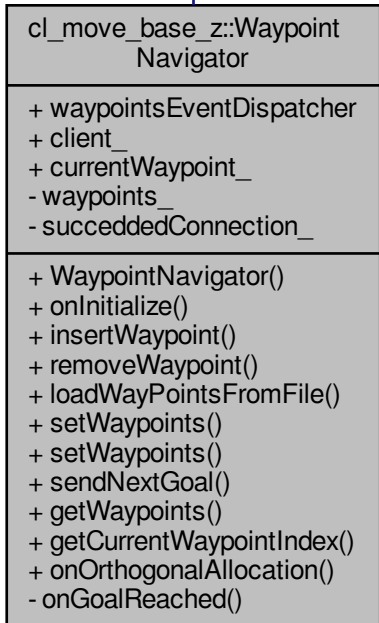 cl_move_base_z::Waypoint
Navigator
+ waypointsEventDispatcher
+ client_
+ currentWaypoint_
- waypoints_
- succeddedConnection_
+ WaypointNavigator()
+ onInitialize()
+ insertWaypoint()
+ removeWaypoint()
+ loadWayPointsFromFile()
+ setWaypoints()
+ setWaypoints()
+ sendNextGoal()
+ getWaypoints()
+ getCurrentWaypointIndex()
+ onOrthogonalAllocation()
- onGoalReached()